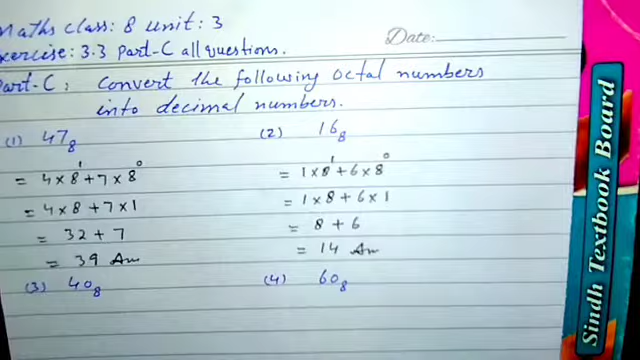 Maths class: 8 unit: 3
Exercise: 3.3 Part-C all questions.
Date:
Part-C: Convert the following octal numbers
into decimal numbers.
(1) 47₈ (2) 16₈
= 4×8¹+7×8⁰ = 1×8¹+6×8⁰
= 4×8+7×1 = 1×8+6×1
= 32+7 = 8+6
= 39 Ans = 14 Ans
(3) 40₈ (4) 60₈
Sindh Textbook Board